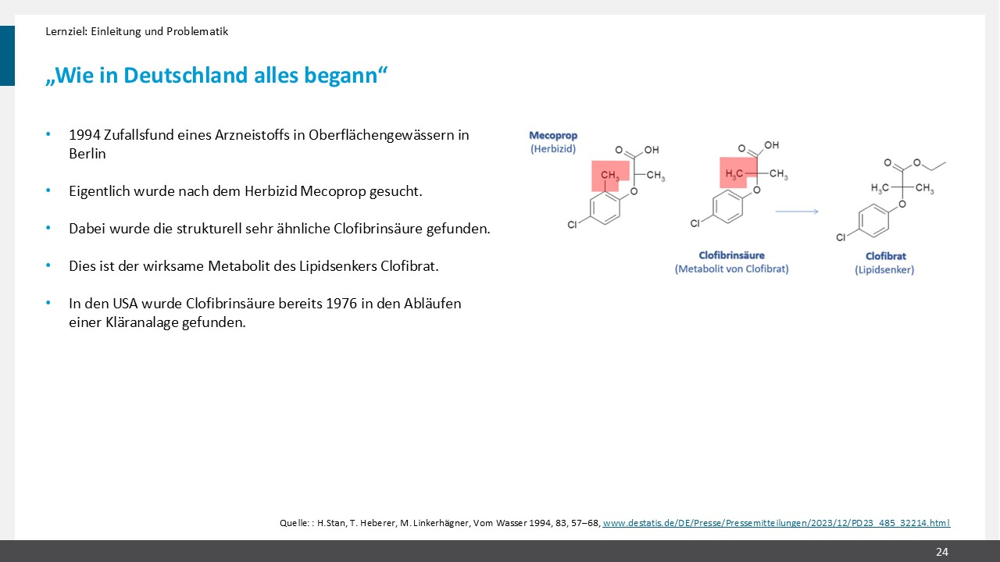 Lernziel: Einleitung und Problematik
„Wie in Deutschland alles begann“
• 1994 Zufallsfund eines Arzneistoffs in Oberflächengewässern in
Berlin
• Eigentlich wurde nach dem Herbizid Mecoprop gesucht.
• Dabei wurde die strukturell sehr ähnliche Clofibrinsäure gefunden.
• Dies ist der wirksame Metabolit des Lipidsenkers Clofibrat.
• In den USA wurde Clofibrinsäure bereits 1976 in den Abläufen
einer Kläranalage gefunden.
Mecoprop
(Herbizid)
O OH
CH3 CH3
O
Cl
O OH
H3C CH3
O
Cl
Clofibrinsäure
(Metabolit von Clofibrat)
O O
H3C CH3
O
Cl
Clofibrat
(Lipidsenker)
Quelle: : H.Stan, T. Heberer, M. Linkerhägner, Vom Wasser 1994, 83, 57–68, www.destatis.de/DE/Presse/Pressemitteilungen/2023/12/PD23_485_32214.html
24